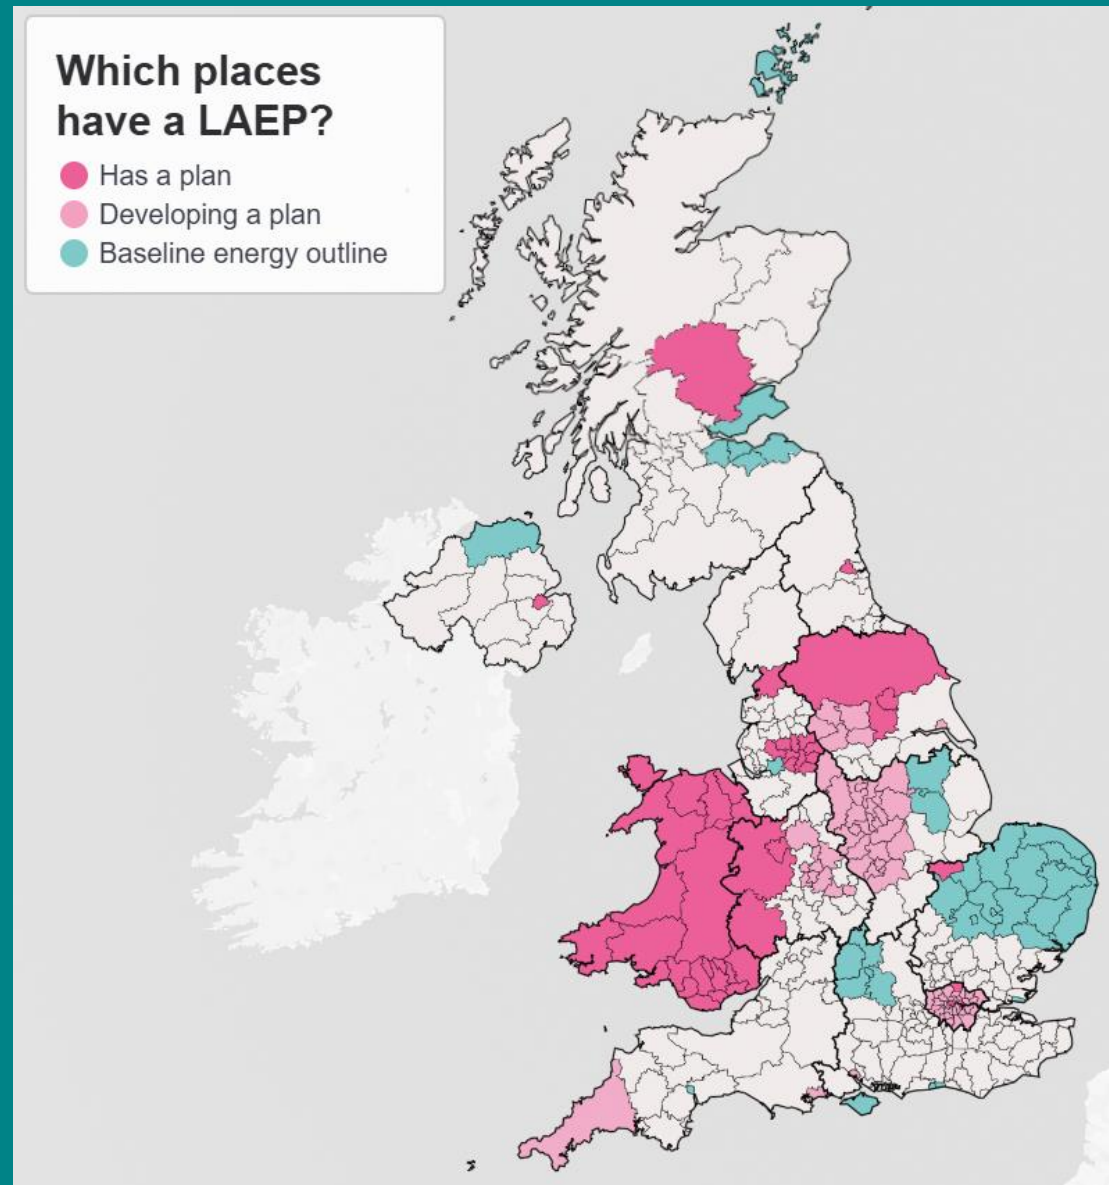 Which places
have a LAEP?
Has a plan
Developing a plan
Baseline energy outline